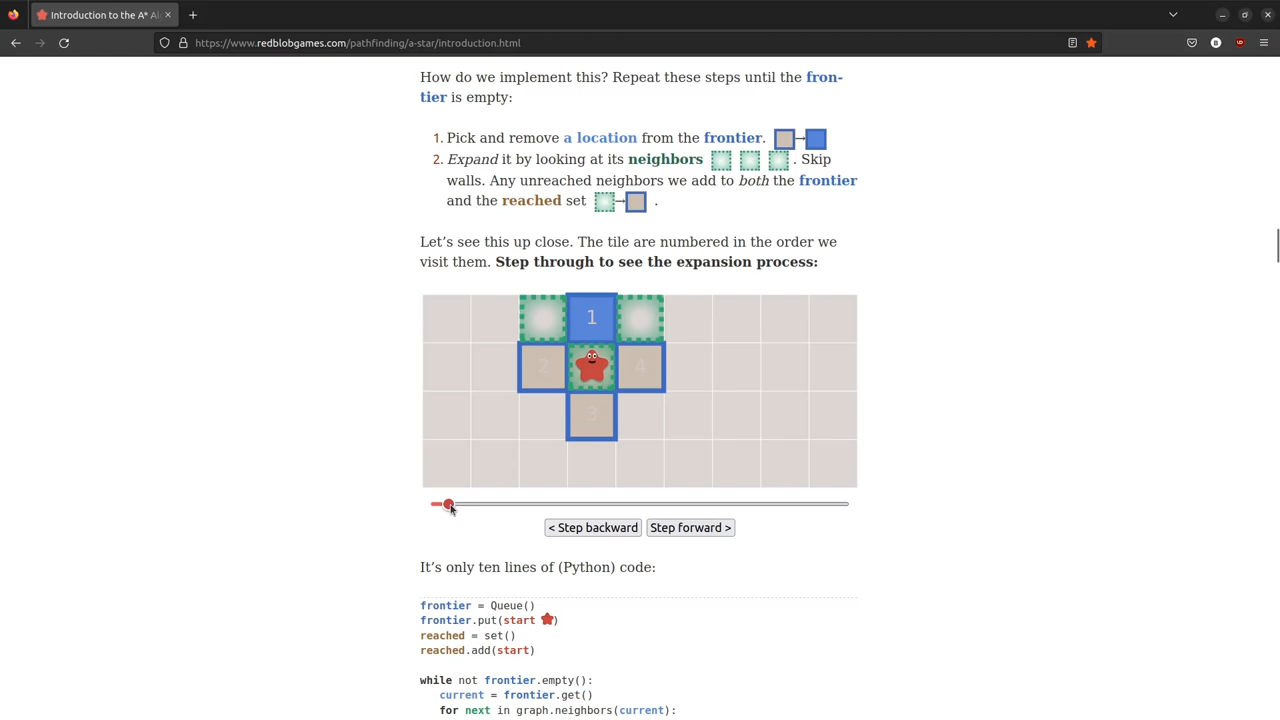 Introduction to the A* Al
https://www.redblobgames.com/pathfinding/a-star/introduction.html
How do we implement this? Repeat these steps until the fron-
tier is empty:
1. Pick and remove a location from the frontier. →
2. Expand it by looking at its neighbors . Skip
walls. Any unreached neighbors we add to both the frontier
and the reached set → .
Let’s see this up close. The tile are numbered in the order we
visit them. Step through to see the expansion process:
1
2 4
3
< Step backward Step forward >
It’s only ten lines of (Python) code:
frontier = Queue()
frontier.put(start )
reached = set()
reached.add(start)
while not frontier.empty():
current = frontier.get()
for next in graph.neighbors(current):